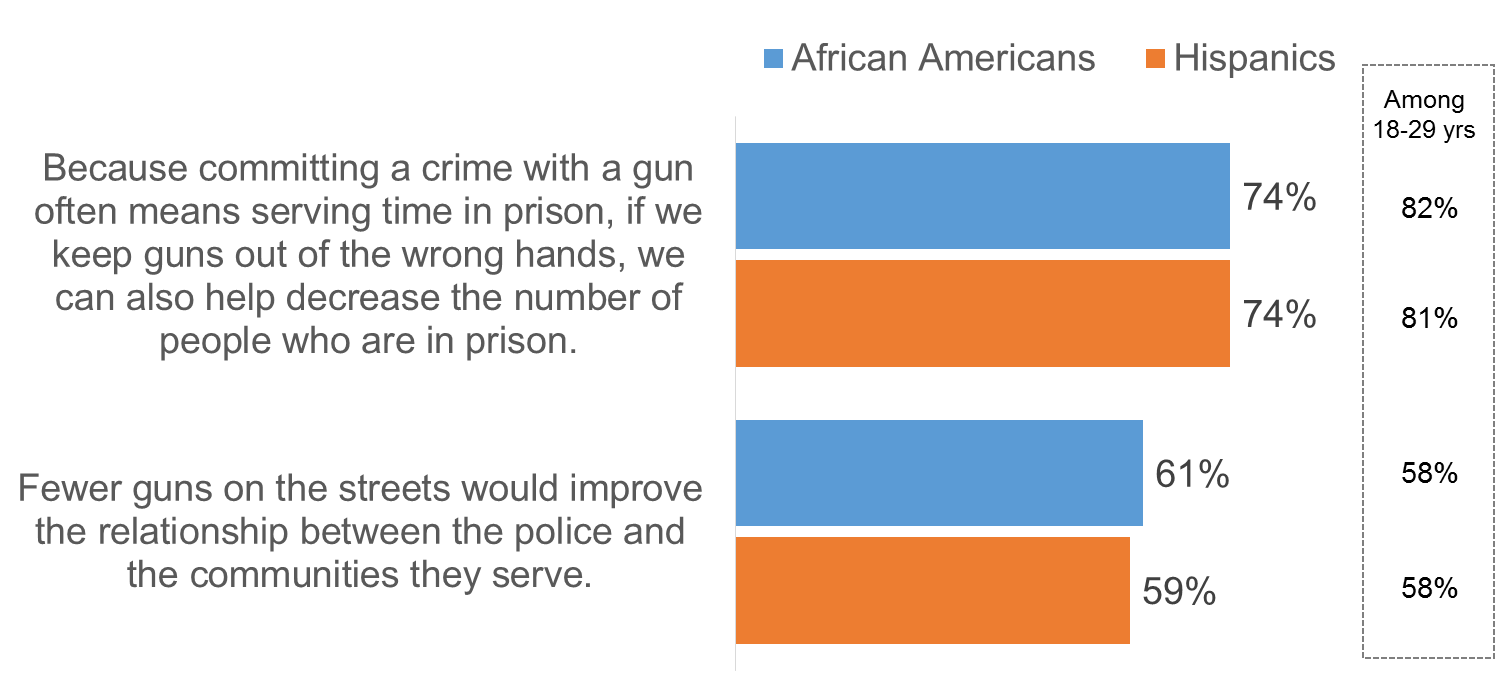 African Americans
Hispanics
Among
18-29 yrs
Because committing a crime with a gun
often means serving time in prison, if we
keep guns out of the wrong hands, we
can also help decrease the number of
people who are in prison.
74%
82%
74%
81%
Fewer guns on the streets would improve
the relationship between the police and
the communities they serve.
61%
58%
59%
58%